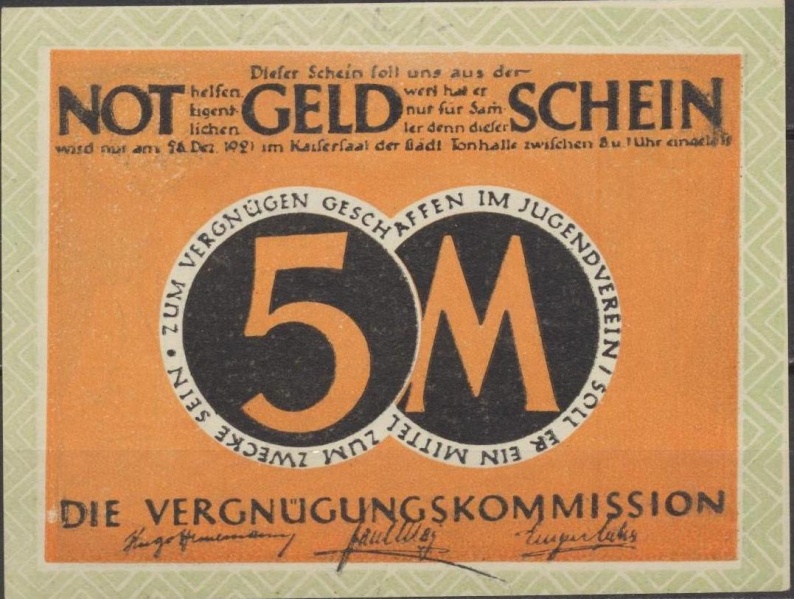 Dieser Schein soll uns aus der
NOT helfen. GELD wert hat er SCHEIN
Eigent- nur für Sam-
lichen ler denn dieser
wird nur am 28. Dez. 1921 im Kaisersaal der städt. Tonhalle zwischen 8 u. 1 Uhr eingelöst
• ZUM VERGNÜGEN GESCHAFFEN IM JUGENDVEREIN / SOLL ER EIN MITTEL ZUM ZWECKE SEIN
5 M
DIE VERGNÜGUNGSKOMMISSION